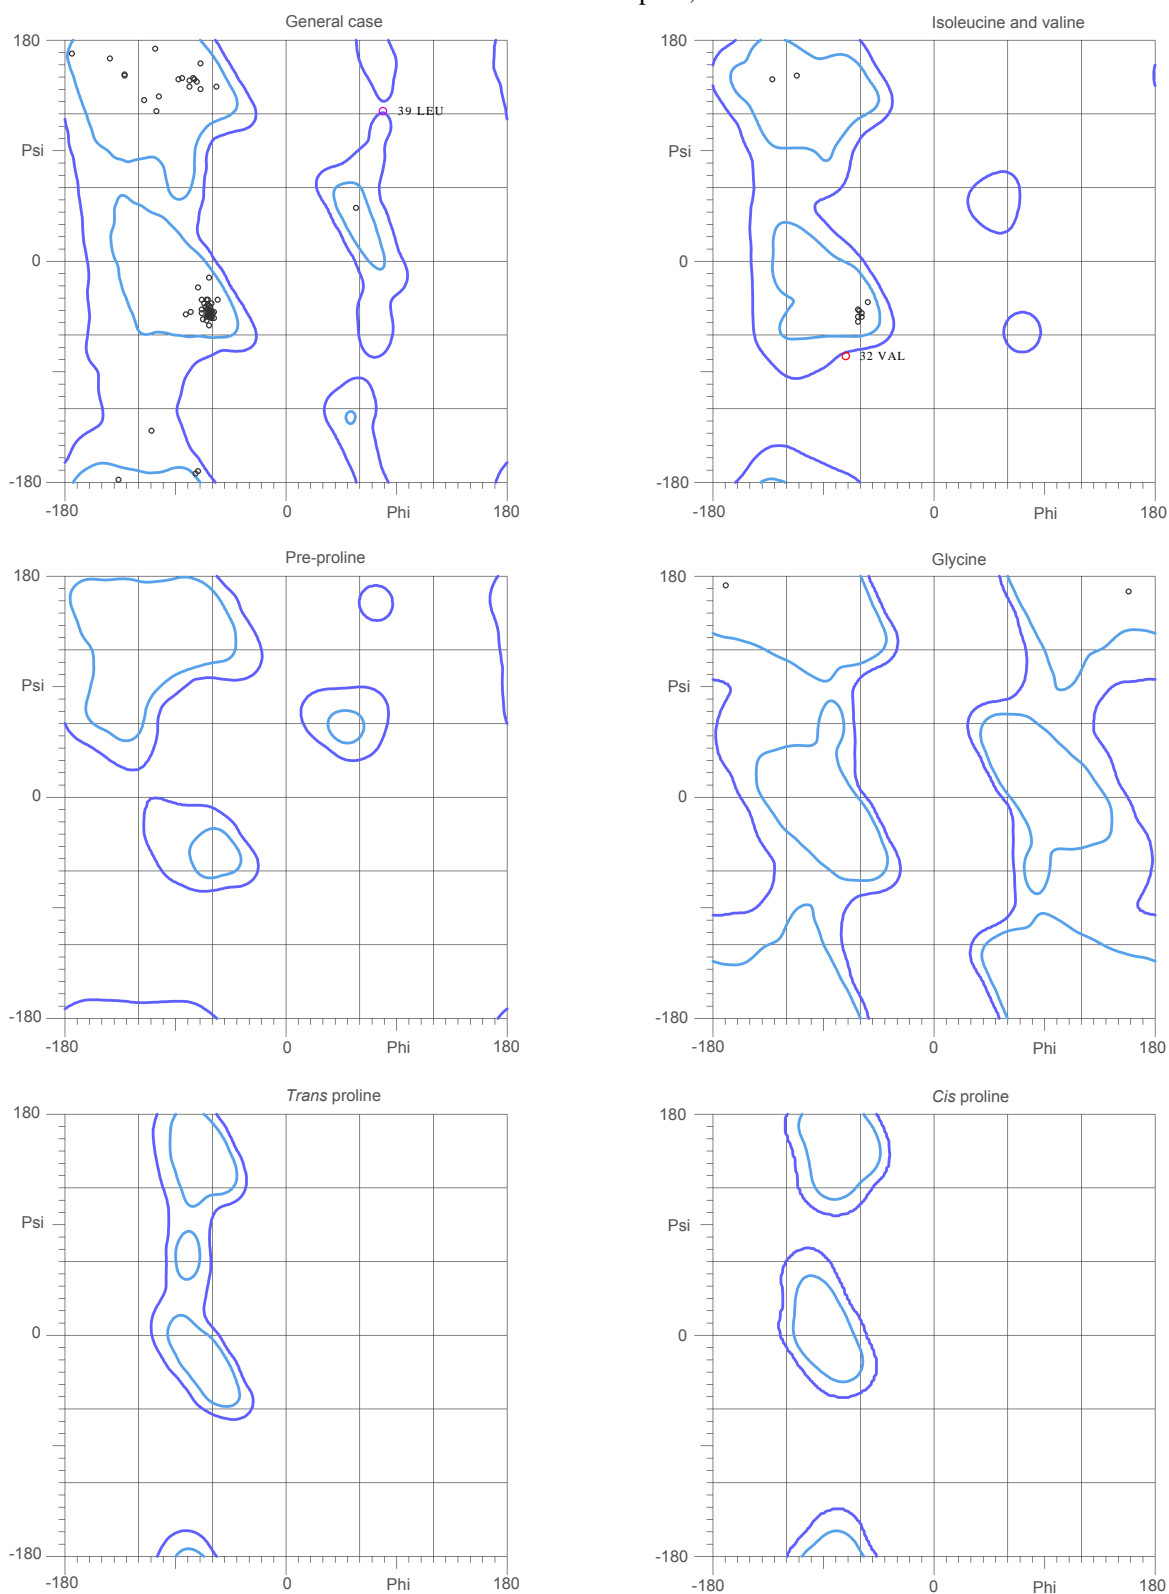 General case
180
Psi
0
-180
-180
0
Phi
180
39 LEU
Isoleucine and valine
180
Psi
0
-180
-180
0
Phi
180
32 VAL
Pre-proline
180
Psi
0
-180
-180
0
Phi
180
Glycine
180
Psi
0
-180
-180
0
Phi
180
Trans proline
180
Psi
0
-180
-180
0
Phi
180
Cis proline
180
Psi
0
-180
-180
0
Phi
180